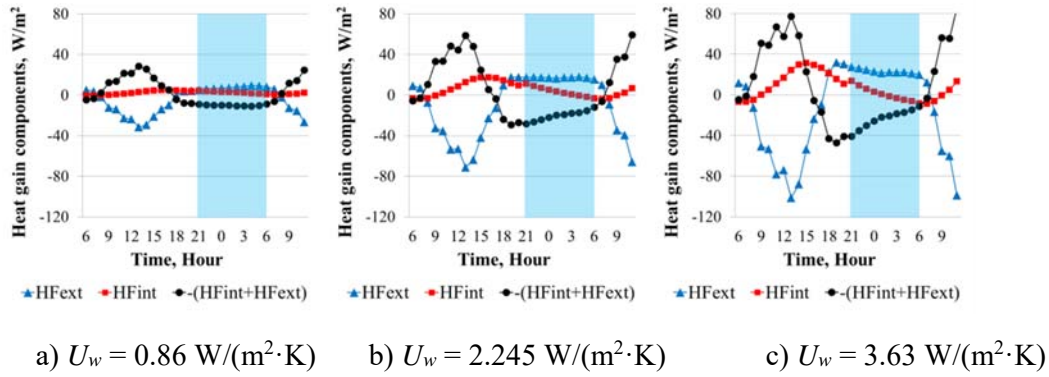 Heat gain components, W/m²
80
40
0
-40
-80
-120
6 9 12 15 18 21 0 3 6 9
Time, Hour
HFext HFint -(HFint+HFext)
Heat gain components, W/m²
80
40
0
-40
-80
-120
6 9 12 15 18 21 0 3 6 9
Time, Hour
HFext HFint -(HFint+HFext)
Heat gain components, W/m²
80
40
0
-40
-80
-120
6 9 12 15 18 21 0 3 6 9
Time, Hour
HFext HFint -(HFint+HFext)
a) U_w = 0.86 W/(m²·K) b) U_w = 2.245 W/(m²·K) c) U_w = 3.63 W/(m²·K)